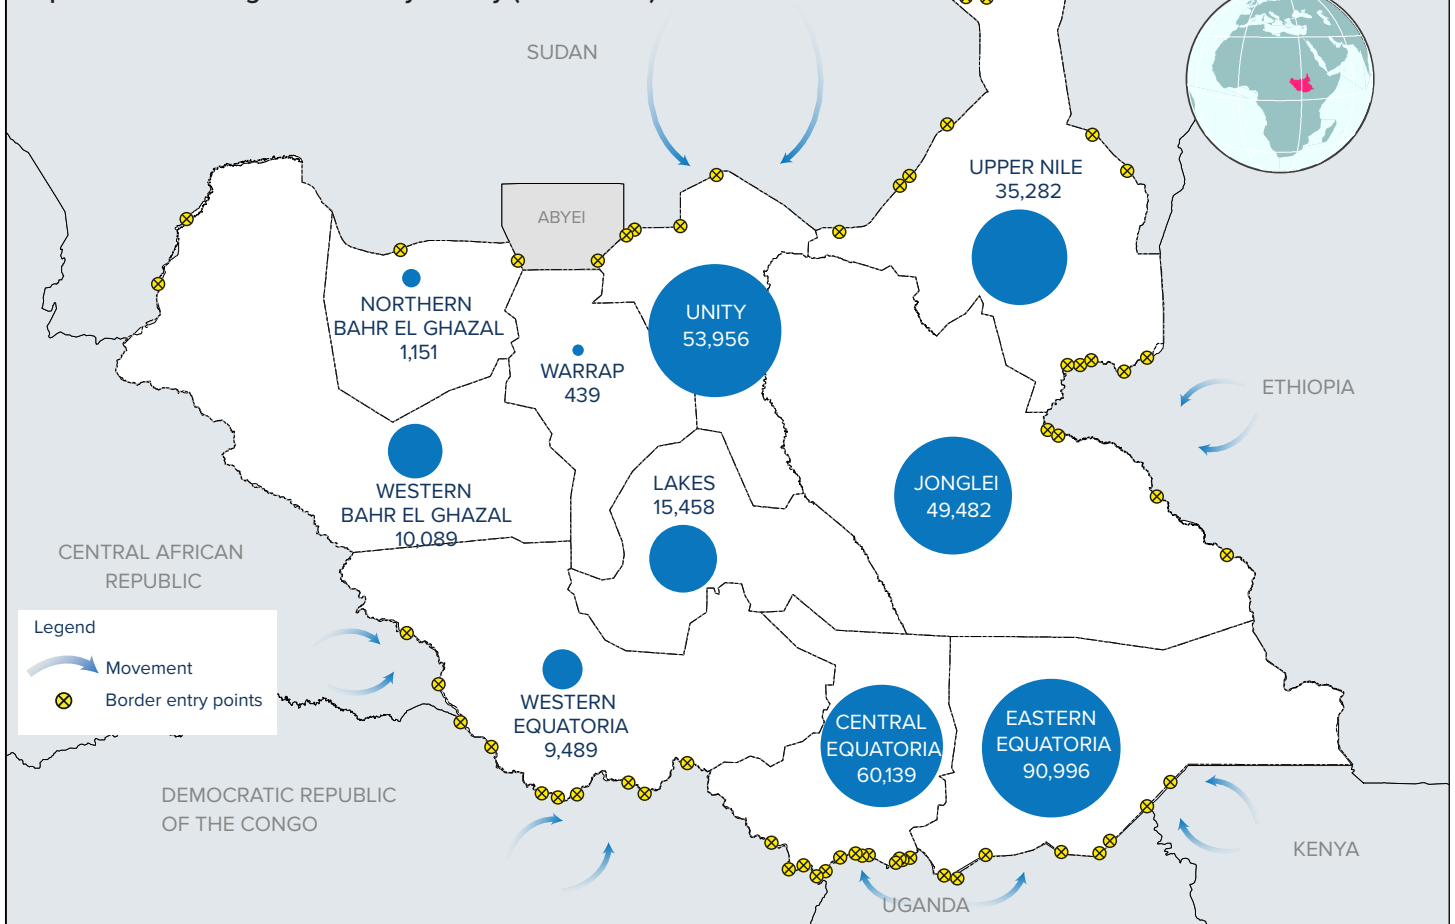 SUDAN
UPPER NILE
35,282
ABYEI
NORTHERN
BAHR EL GHAZAL
1,151
UNITY
53,956
WARRAP
439
ETHIOPIA
WESTERN
BAHR EL GHAZAL
10,089
LAKES
15,458
JONGLEI
49,482
CENTRAL AFRICAN
REPUBLIC
Legend
Movement
Border entry points
WESTERN
EQUATORIA
9,489
CENTRAL
EQUATORIA
60,139
EASTERN
EQUATORIA
90,996
DEMOCRATIC REPUBLIC
OF THE CONGO
KENYA
UGANDA